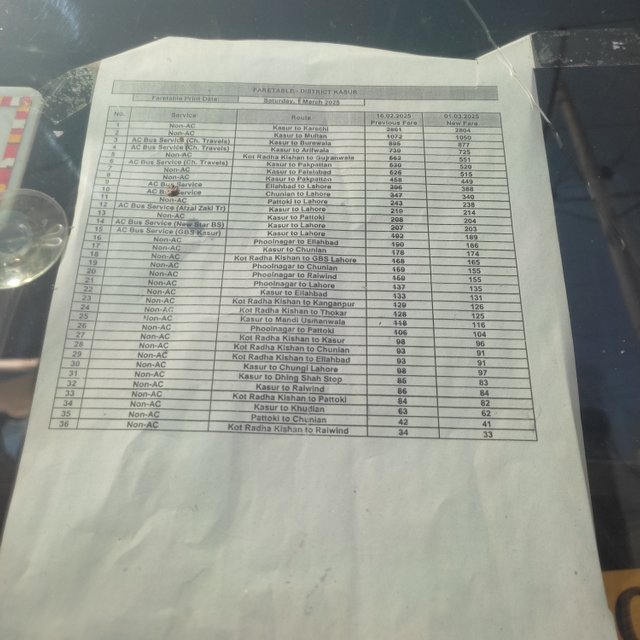 FARETABLE - DISTRICT KASUR
Faretable Print Date: Saturday, 1 March 2025
No. Service Route 16.02.2025 Previous Fare 01.03.2025 New Fare
1 Non-AC Kasur to Karachi 2861 2804
2 Non-AC Kasur to Multan 1072 1050
3 AC Bus Service (Ch. Travels) Kasur to Burewala 895 877
4 AC Bus Service (Ch. Travels) Kasur to Arifwala 739 725
5 Non-AC Kot Radha Kishan to Gujranwala 562 551
6 AC Bus Service (Ch. Travels) Kasur to Pakpattan 530 520
7 Non-AC Kasur to Faisalabad 526 515
8 Non-AC Kasur to Pakpattan 458 449
9 AC Bus Service Ellahbad to Lahore 396 388
10 AC Bus Service Chunian to Lahore 347 340
11 Non-AC Pattoki to Lahore 243 238
12 AC Bus Service (Afzal Zaki Tr) Kasur to Lahore 219 214
13 Non-AC Kasur to Pattoki 208 204
14 AC Bus Service (New Star BS) Kasur to Lahore 207 203
15 AC Bus Service (GBS Kasur) Kasur to Lahore 189
16 Non-AC Phoolnagar to Ellahbad 190 186
17 Non-AC Kasur to Chunian 178 174
18 Non-AC Kot Radha Kishan to GBS Lahore 168 165
19 Non-AC Phoolnagar to Chunian 159 155
20 Non-AC Phoolnagar to Raiwind 159 155
21 Non-AC Phoolnagar to Lahore 137 135
22 Non-AC Kasur to Ellahbad 133 131
23 Non-AC Kot Radha Kishan to Kanganpur 129 126
24 Non-AC Kot Radha Kishan to Thokar 128 125
25 Non-AC Kasur to Mandi Usmanwala 118 116
26 Non-AC Phoolnagar to Pattoki 106 104
27 Non-AC Kot Radha Kishan to Kasur 98 96
28 Non-AC Kot Radha Kishan to Chunian 93 91
29 Non-AC Kot Radha Kishan to Ellahbad 93 91
30 Non-AC Kasur to Chungi Lahore 98 97
31 Non-AC Kasur to Dhing Shah Stop 85 83
32 Non-AC Kasur to Raiwind 86 84
33 Non-AC Kot Radha Kishan to Pattoki 84 82
34 Non-AC Kasur to Khudian 63 62
35 Non-AC Pattoki to Chunian 42 41
36 Non-AC Kot Radha Kishan to Raiwind 34 33